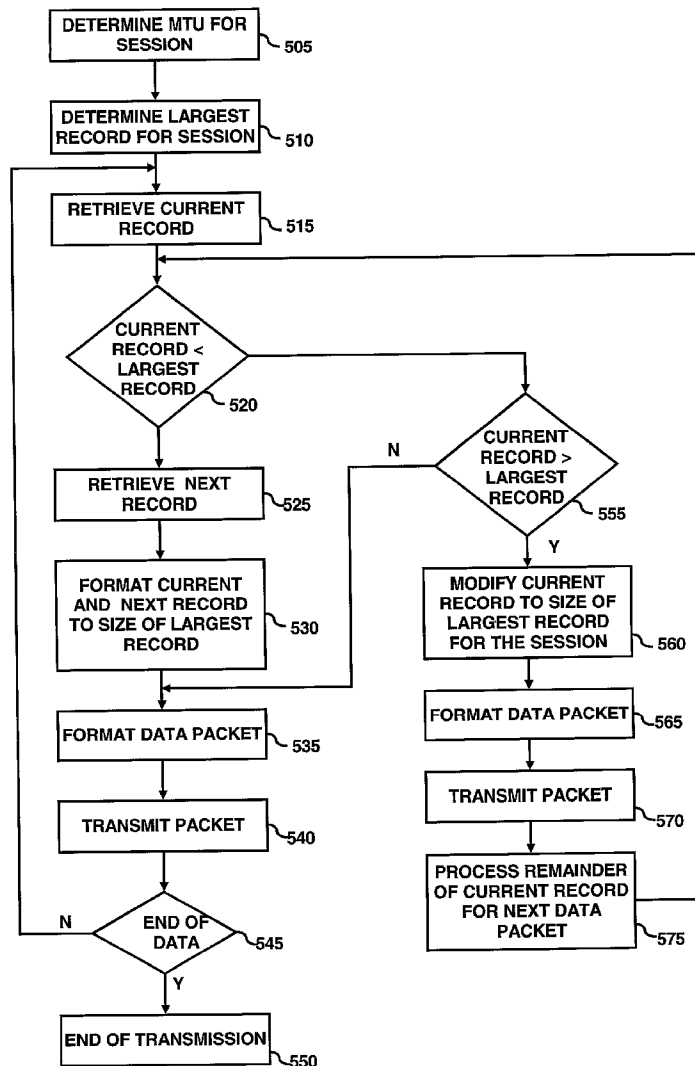 DETERMINE MTU FOR
SESSION
505
DETERMINE LARGEST
RECORD FOR SESSION
510
RETRIEVE CURRENT
RECORD
515
CURRENT
RECORD <
LARGEST
RECORD
520
RETRIEVE NEXT
RECORD
525
FORMAT CURRENT
AND NEXT RECORD
TO SIZE OF LARGEST
RECORD
530
FORMAT DATA PACKET
535
TRANSMIT PACKET
540
N
END OF
DATA
545
Y
END OF TRANSMISSION
550
N
CURRENT
RECORD >
LARGEST
RECORD
555
Y
MODIFY CURRENT
RECORD TO SIZE OF
LARGEST RECORD
FOR THE SESSION
560
FORMAT DATA PACKET
565
TRANSMIT PACKET
570
PROCESS REMAINDER
OF CURRENT RECORD
FOR NEXT DATA
PACKET
575